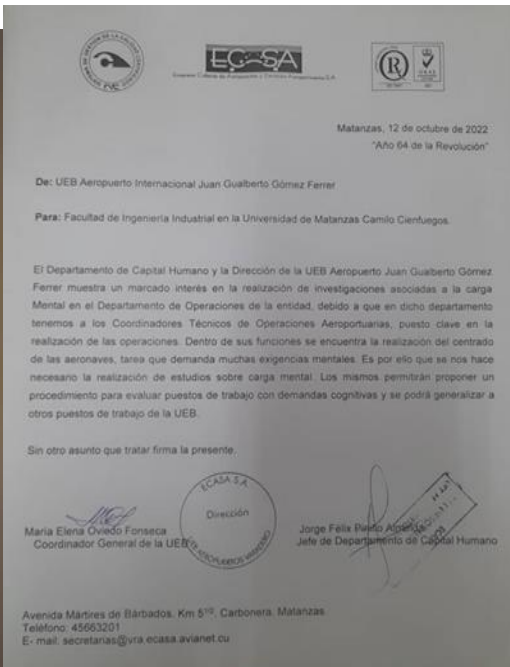 ECASA
Matanzas, 12 de octubre de 2022
"Año 64 de la Revolución"
De: UEB Aeropuerto Internacional Juan Gualberto Gómez Ferrer
Para: Facultad de Ingeniería Industrial en la Universidad de Matanzas Camilo Cienfuegos.
El Departamento de Capital Humano y la Dirección de la UEB Aeropuerto Juan Gualberto Gómez
Ferrer muestra un marcado interés en la realización de investigaciones asociadas a la carga
Mental en el Departamento de Operaciones de la entidad, debido a que en dicho departamento
tenemos a los Coordinadores Técnicos de Operaciones Aeroportuarias, puesto clave en la
realización de las operaciones. Dentro de sus funciones se encuentra la realización del centrado
de las aeronaves, tarea que demanda muchas exigencias mentales. Es por ello que se nos hace
necesario la realización de estudios sobre carga mental. Los mismos permitirán proponer un
procedimiento para evaluar puestos de trabajo con demandas cognitivas y se podrá generalizar a
otros puestos de trabajo de la UEB.
Sin otro asunto que tratar firma la presente.
ECASA S.A.
Dirección
María Elena Oviedo Fonseca
Coordinador General de la UEB
Jorge Félix
Jefe de Departamento de Capital Humano
Avenida Mártires de Barbados. Km 5 1/2, Carbonera. Matanzas.
Teléfono: 45663201
E- mail: secretarias@vra.ecasa.avianet.cu